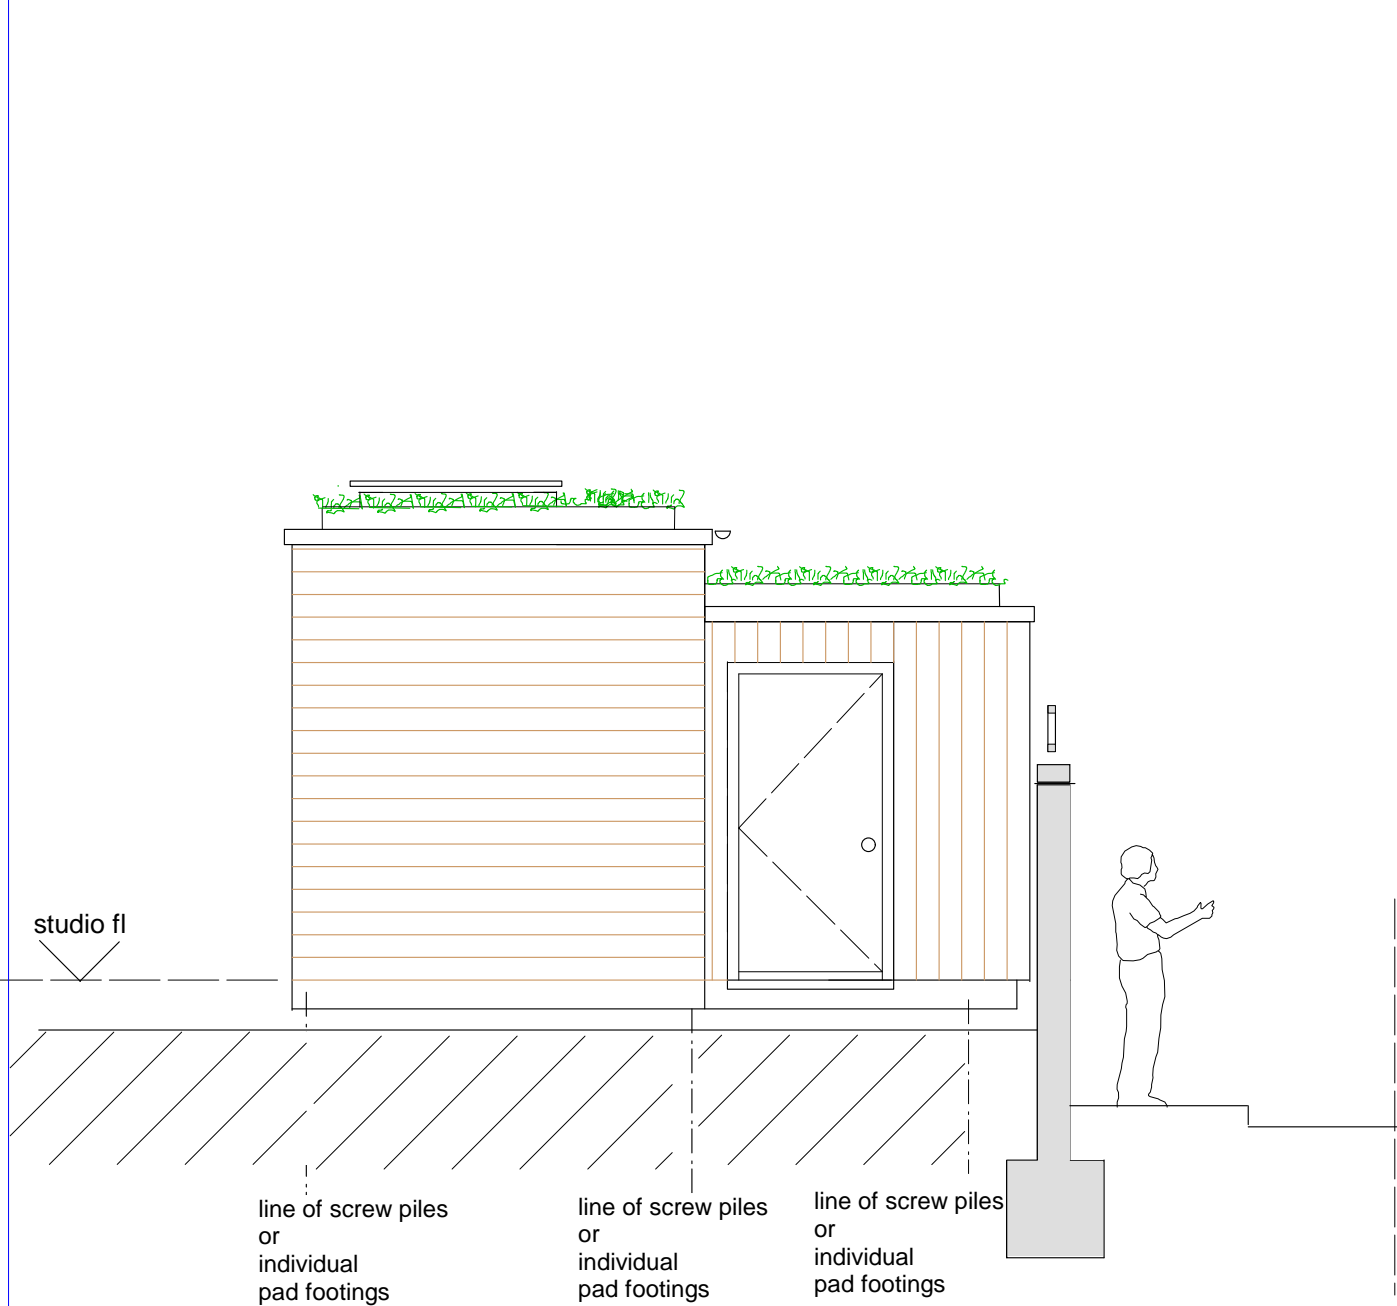 studio fl
line of screw piles
or
individual
pad footings
line of screw piles
or
individual
pad footings
line of screw piles
or
individual
pad footings